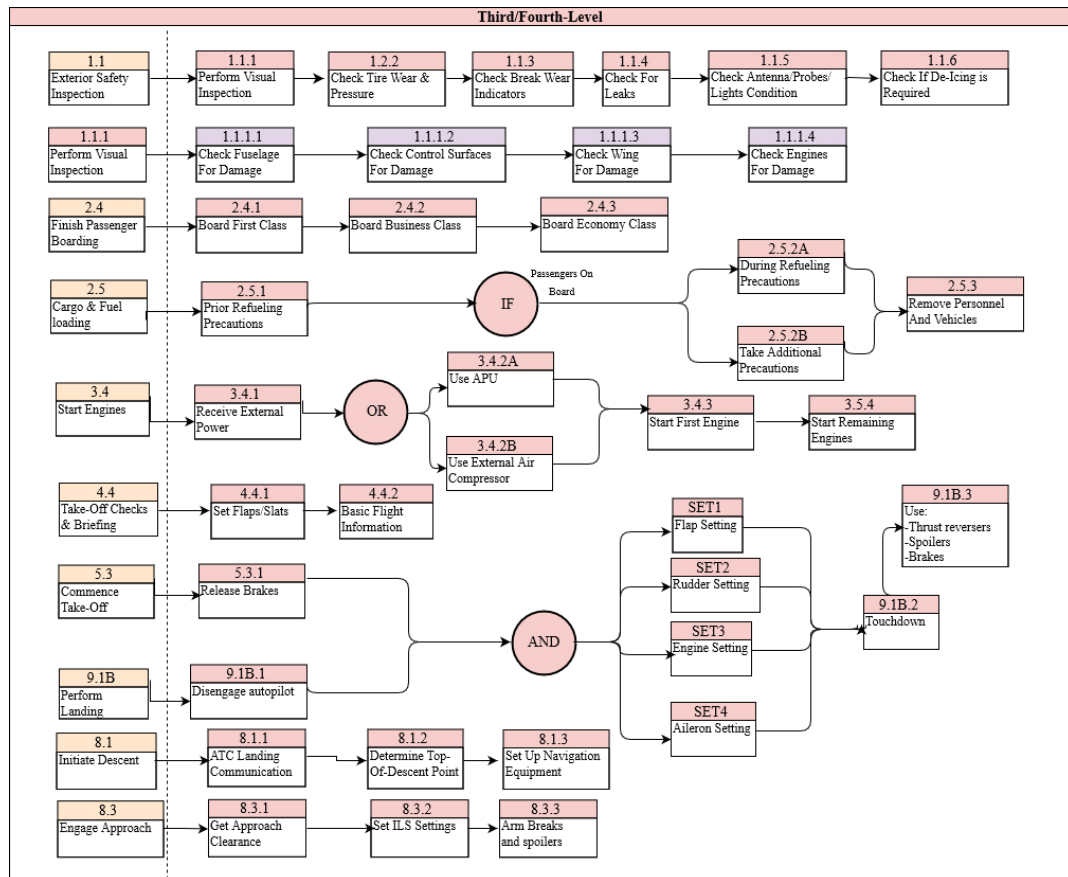 Third/Fourth-Level
1.1
Exterior Safety
Inspection
1.1.1
Perform Visual
Inspection
1.2.2
Check Tire Wear &
Pressure
1.1.3
Check Break Wear
Indicators
1.1.4
Check For
Leaks
1.1.5
Check Antenna/Probes/
Lights Condition
1.1.6
Check If De-Icing is
Required
1.1.1
Perform Visual
Inspection
1.1.1.1
Check Fuselage
For Damage
1.1.1.2
Check Control Surfaces
For Damage
1.1.1.3
Check Wing
For Damage
1.1.1.4
Check Engines
For Damage
2.4
Finish Passenger
Boarding
2.4.1
Board First Class
2.4.2
Board Business Class
2.4.3
Board Economy Class
2.5
Cargo & Fuel
loading
2.5.1
Prior Refueling
Precautions
IF
Passengers On
Board
2.5.2A
During Refueling
Precautions
2.5.2B
Take Additional
Precautions
2.5.3
Remove Personnel
And Vehicles
3.4
Start Engines
3.4.1
Receive External
Power
OR
3.4.2A
Use APU
3.4.2B
Use External Air
Compressor
3.4.3
Start First Engine
3.5.4
Start Remaining
Engines
4.4
Take-Off Checks
& Briefing
4.4.1
Set Flaps/Slats
4.4.2
Basic Flight
Information
5.3
Commence
Take-Off
5.3.1
Release Brakes
9.1B
Perform
Landing
9.1B.1
Disengage autopilot
AND
SET1
Flap Setting
SET2
Rudder Setting
SET3
Engine Setting
SET4
Aileron Setting
9.1B.2
Touchdown
9.1B.3
Use:
-Thrust reversers
-Spoilers
-Brakes
8.1
Initiate Descent
8.1.1
ATC Landing
Communication
8.1.2
Determine Top-
Of-Descent Point
8.1.3
Set Up Navigation
Equipment
8.3
Engage Approach
8.3.1
Get Approach
Clearance
8.3.2
Set ILS Settings
8.3.3
Arm Breaks
and spoilers